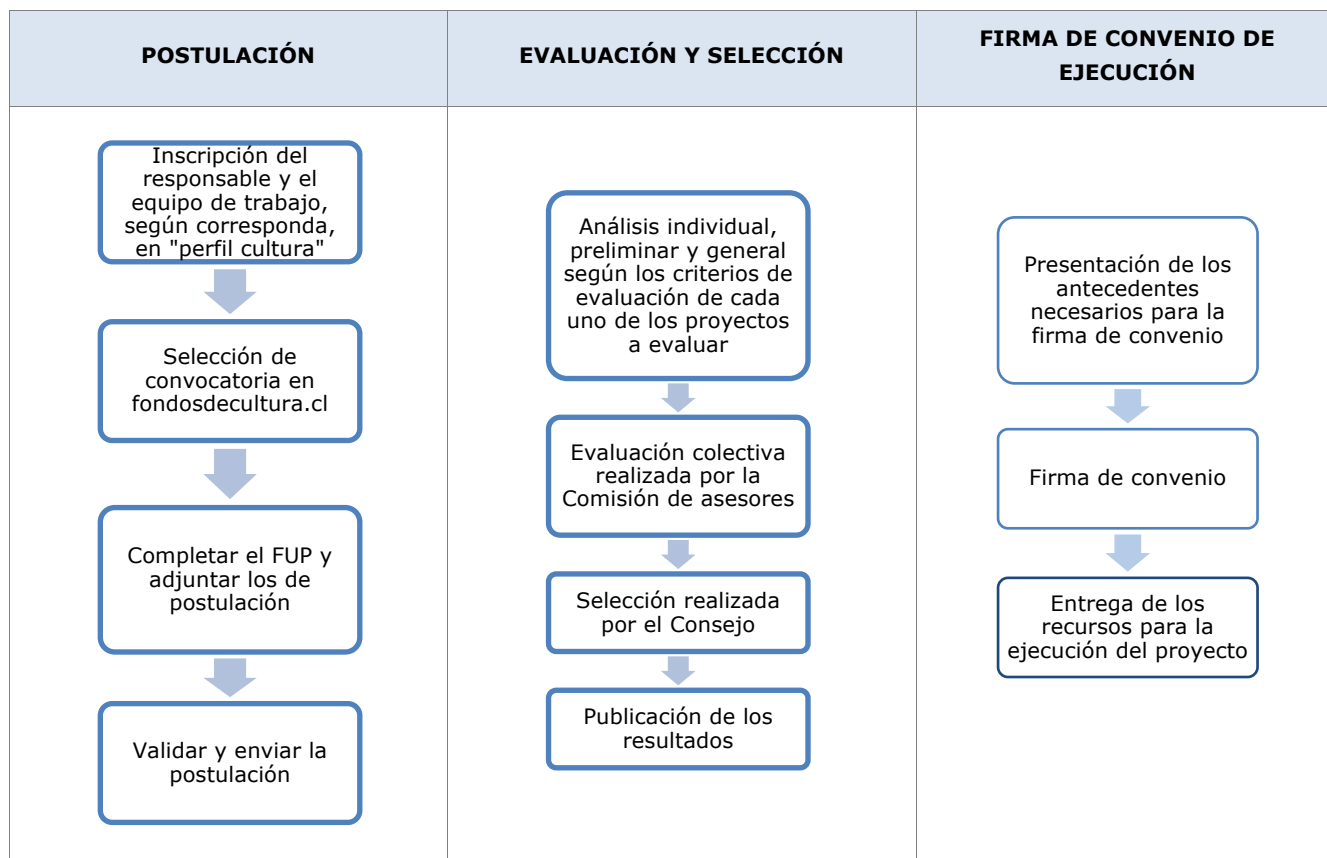 POSTULACIÓN
Inscripción del
responsable y el
equipo de trabajo,
según corresponda,
en "perfil cultura"
Selección de
convocatoria en
fondosdecultura.cl
Completar el FUP y
adjuntar los de
postulación
Validar y enviar la
postulación
EVALUACIÓN Y SELECCIÓN
Análisis individual,
preliminar y general
según los criterios de
evaluación de cada
uno de los proyectos
a evaluar
Evaluación colectiva
realizada por la
Comisión de asesores
Selección realizada
por el Consejo
Publicación de los
resultados
FIRMA DE CONVENIO DE
EJECUCIÓN
Presentación de los
antecedentes
necesarios para la
firma de convenio
Firma de convenio
Entrega de los
recursos para la
ejecución del proyecto